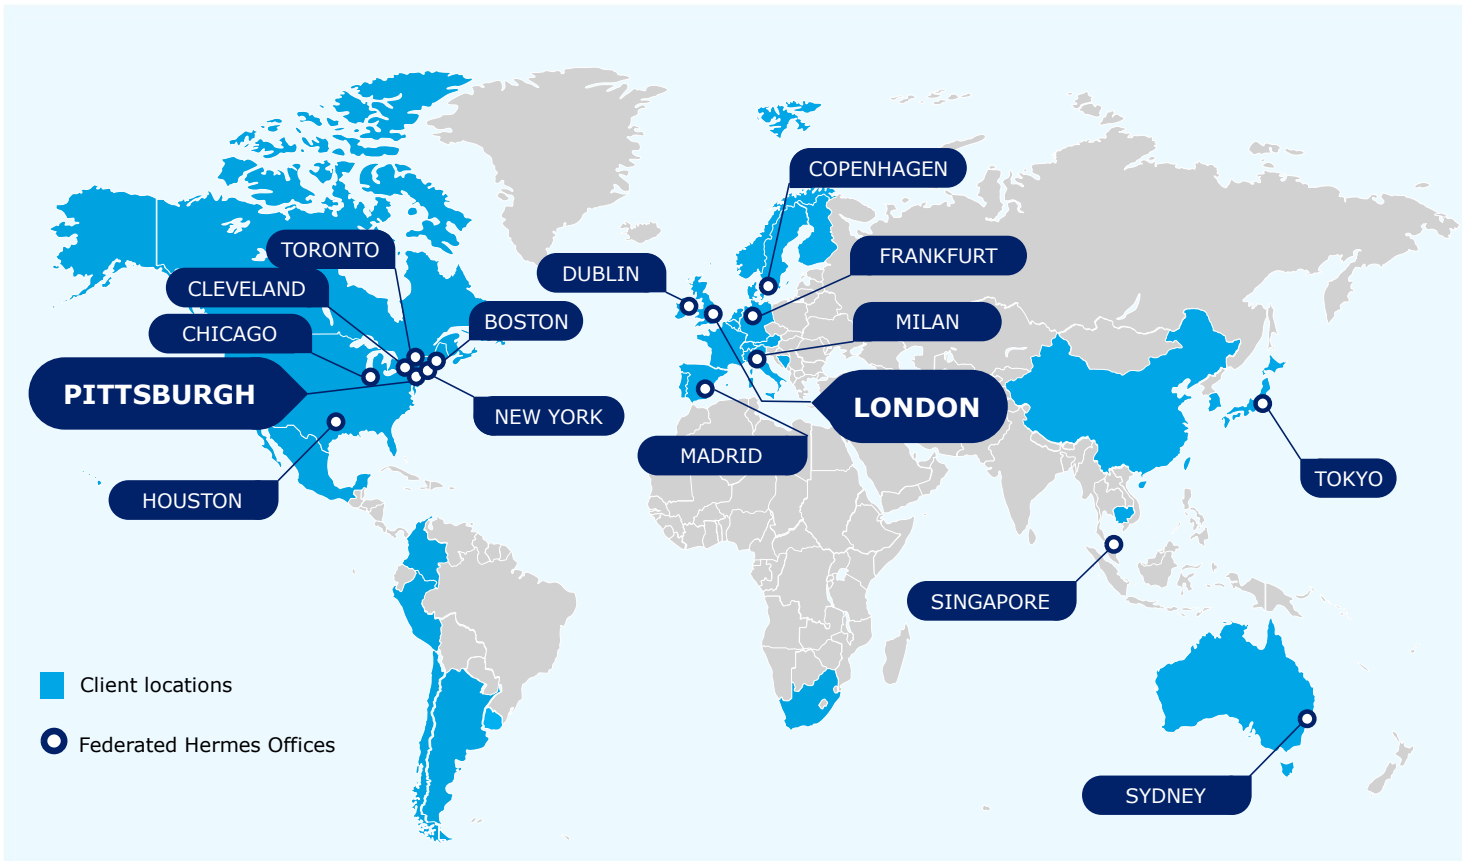 COPENHAGEN
TORONTO
FRANKFURT
DUBLIN
CLEVELAND
BOSTON
MILAN
CHICAGO
PITTSBURGH
LONDON
NEW YORK
MADRID
TOKYO
HOUSTON
SINGAPORE
Client locations
Federated Hermes Offices
SYDNEY